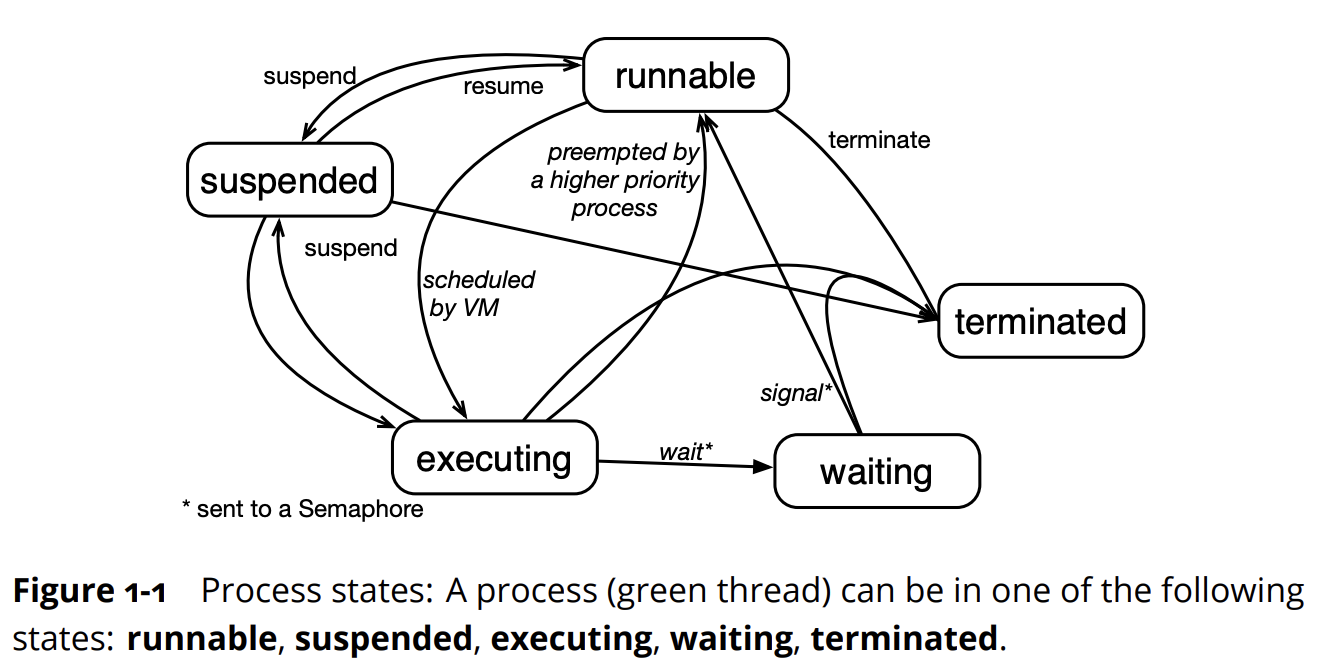 runnable
suspend
resume
terminate
preempted by
a higher priority
process
suspended
suspend
scheduled
by VM
terminated
signal*
wait*
executing
waiting
* sent to a Semaphore
Figure 1-1 Process states: A process (green thread) can be in one of the following
states: runnable, suspended, executing, waiting, terminated.